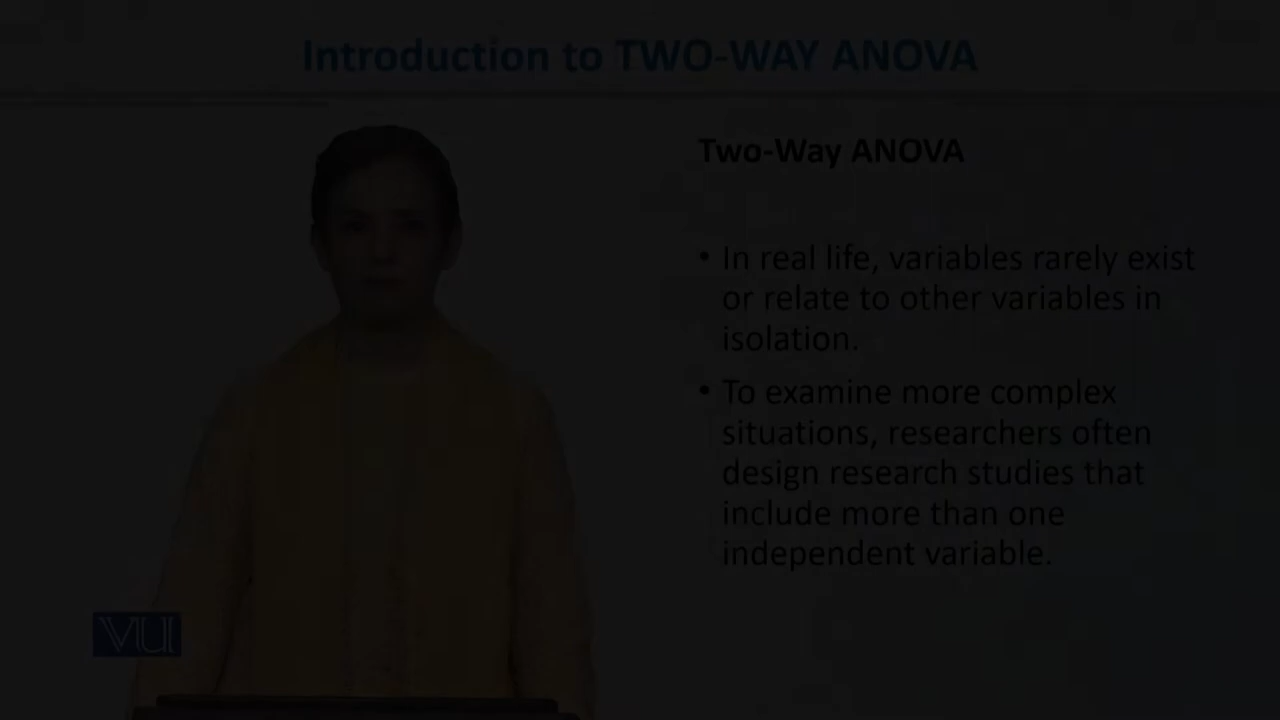 Introduction to TWO-WAY ANOVA
Two-Way ANOVA
• In real life, variables rarely exist
or relate to other variables in
isolation.
• To examine more complex
situations, researchers often
design research studies that
include more than one
independent variable.
VU